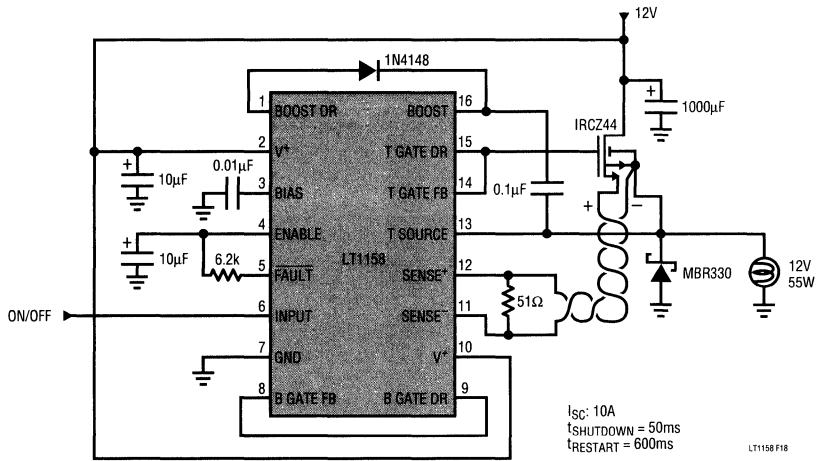 12V
1N4148
1 BOOST DR
BOOST 16
+
1000µF
IRCZ44
2 V+
T GATE DR 15
+
10µF
0.01µF
3 BIAS
T GATE FB 14
0.1µF
+
−
4 ENABLE
T SOURCE 13
+
10µF
6.2k
LT1158
5 FAULT
SENSE+ 12
MBR330
12V
55W
51Ω
ON/OFF
6 INPUT
SENSE− 11
7 GND
V+ 10
8 B GATE FB
B GATE DR 9
ISC: 10A
tSHUTDOWN = 50ms
tRESTART = 600ms
LT1158 F18